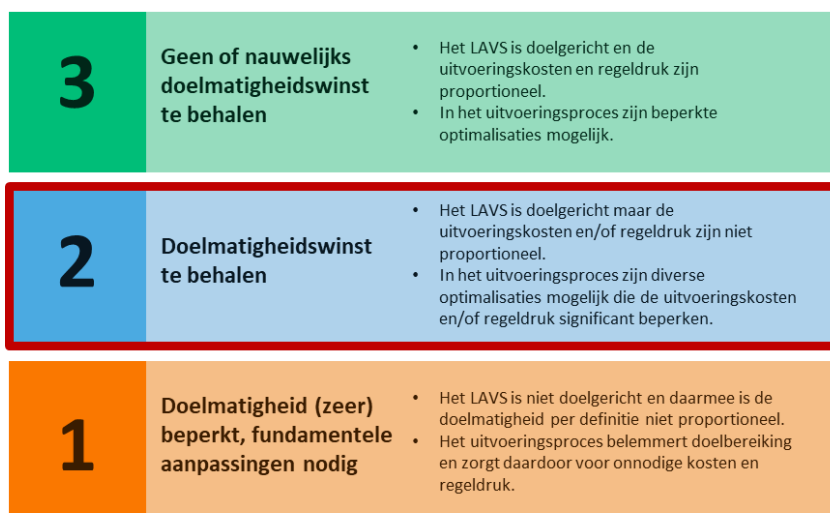 3
Geen of nauwelijks
doelmatigheidswinst
te behalen
• Het LAVS is doelgericht en de
uitvoeringskosten en regeldruk zijn
proportioneel.
• In het uitvoeringsproces zijn beperkte
optimalisaties mogelijk.
2
Doelmatigheidswinst
te behalen
• Het LAVS is doelgericht maar de
uitvoeringskosten en/of regeldruk zijn niet
proportioneel.
• In het uitvoeringsproces zijn diverse
optimalisaties mogelijk die de uitvoeringskosten
en/of regeldruk significant beperken.
1
Doelmatigheid (zeer)
beperkt, fundamentele
aanpassingen nodig
• Het LAVS is niet doelgericht en daarmee is de
doelmatigheid per definitie niet proportioneel.
• Het uitvoeringsproces belemmert doelbereiking
en zorgt daardoor voor onnodige kosten en
regeldruk.